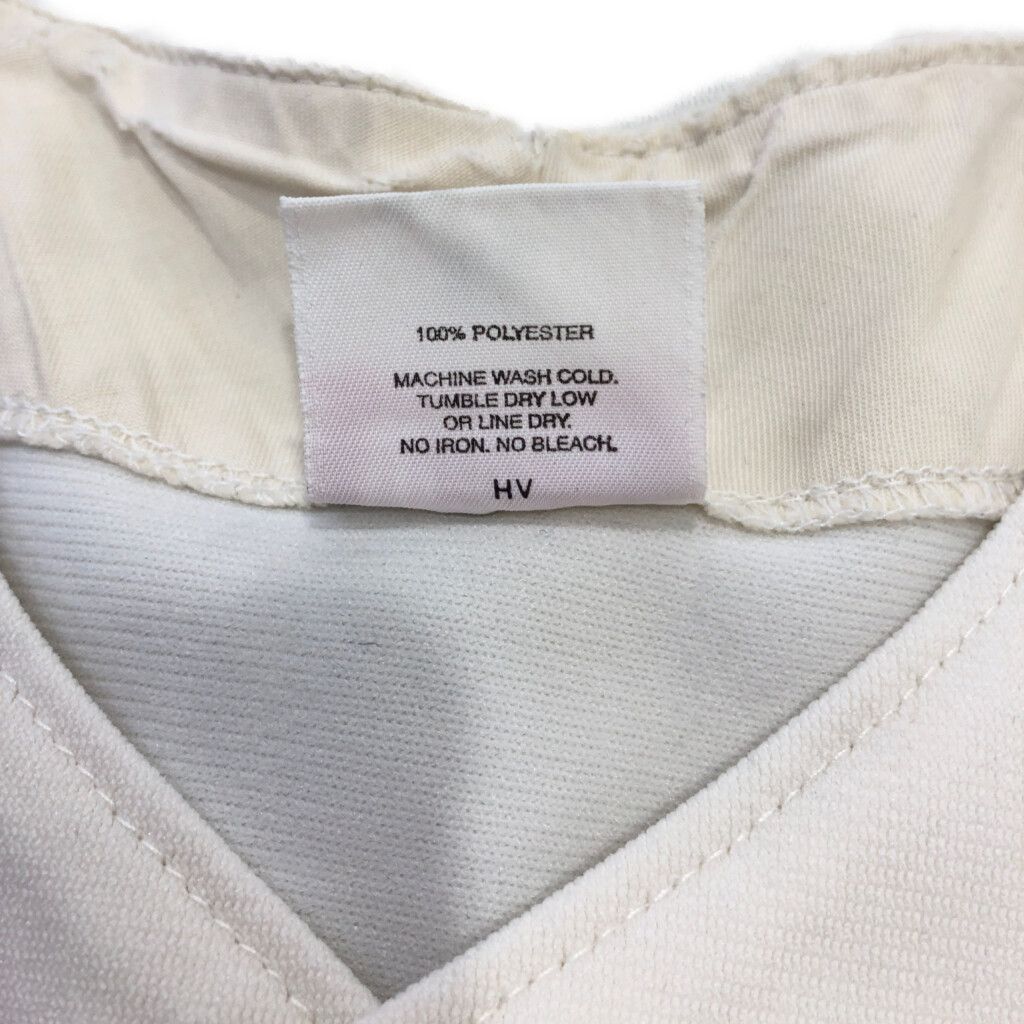 100% POLYESTER
MACHINE WASH COLD.
TUMBLE DRY LOW
OR LINE DRY.
NO IRON. NO BLEACH.
HV